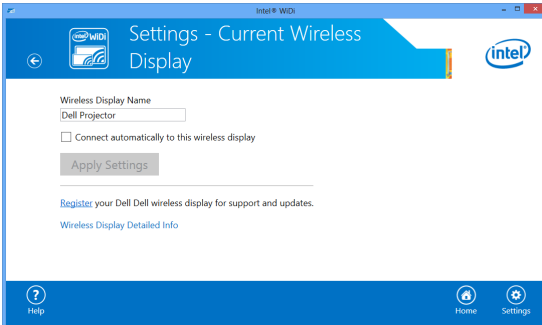 Intel® WiDi
intel WiDi
Settings - Current Wireless
Display
intel
Wireless Display Name
Dell Projector
Connect automatically to this wireless display
Apply Settings
Register your Dell Dell wireless display for support and updates.
Wireless Display Detailed Info
?
Help
Home
Settings